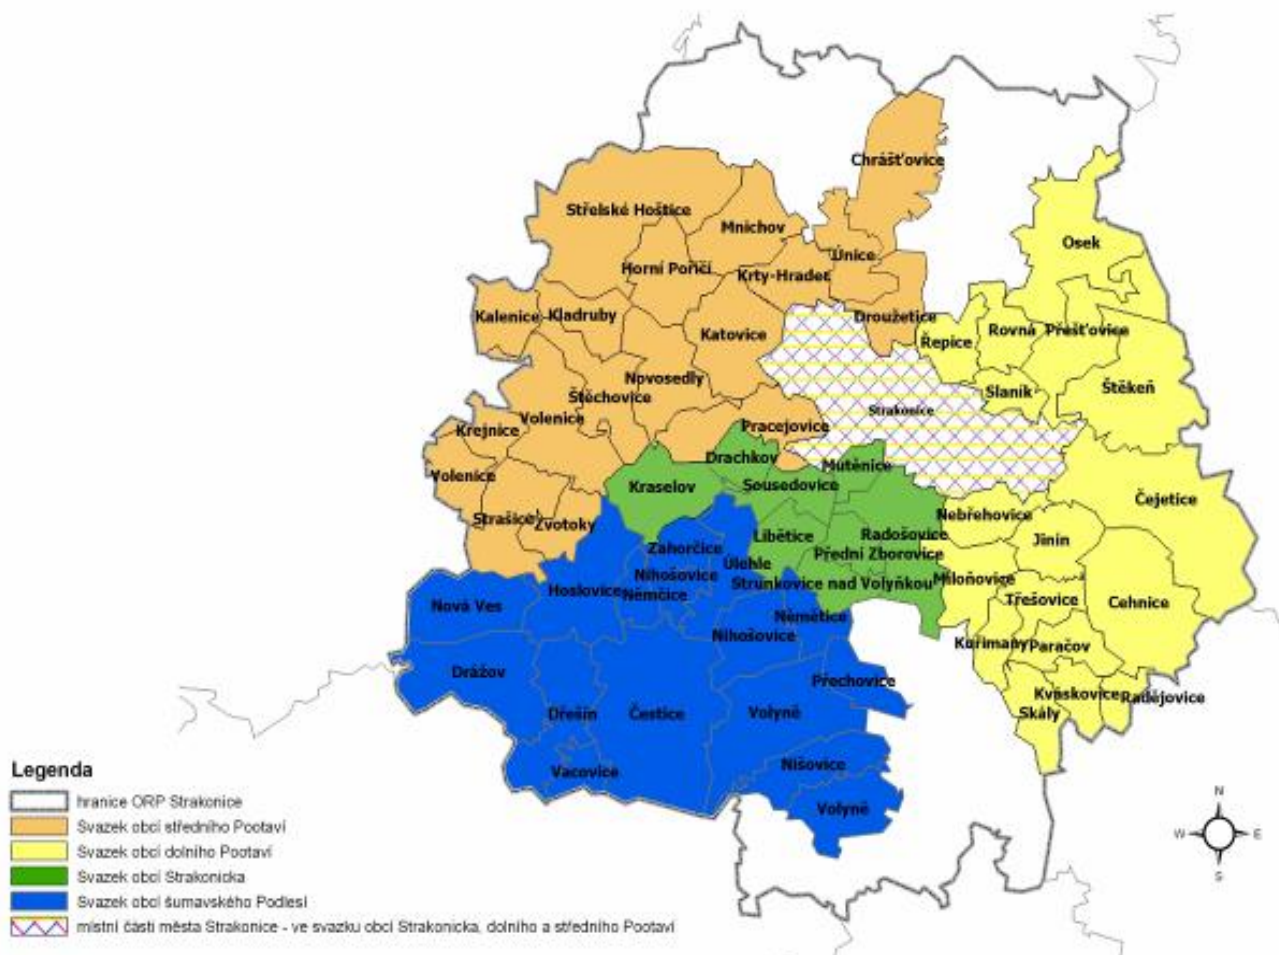 Chrášťovice
Střelské Hoštice
Mnichov
Osek
Únice
Horní Poříčí
Krty-Hradec
Kalenice
Kladruby
Droužetice
Katovice
Řepice
Rovná
Přešťovice
Novosedly
Štěchovice
Slaník
Štěkeň
Strakonice
Volenice
Krejnice
Pracejovice
Drachkov
Mutěnice
Volenice
Kraselov
Sousedovice
Čejetice
Strašice
Zvotoky
Nebřehovice
Libětice
Radošovice
Jinín
Zahorčice
Přední Zborovice
Úlehle
Nihošovice
Strunkovice nad Volyňkou
Miloňovice
Hoslovice
Němčice
Nová Ves
Třešovice
Cehnice
Němětice
Nihošovice
Kuřimany
Paračov
Drážov
Přechovice
Kváskovice
Radějovice
Skály
Dřešín
Čestice
Volyně
Vacovice
Nišovice
Volyně
Legenda
hranice ORP Strakonice
Svazek obcí středního Pootaví
Svazek obcí dolního Pootaví
Svazek obcí Strakonicka
Svazek obcí šumavského Podlesí
místní části města Strakonice - ve svazku obcí Strakonicka, dolního a středního Pootaví
N
W
E
S